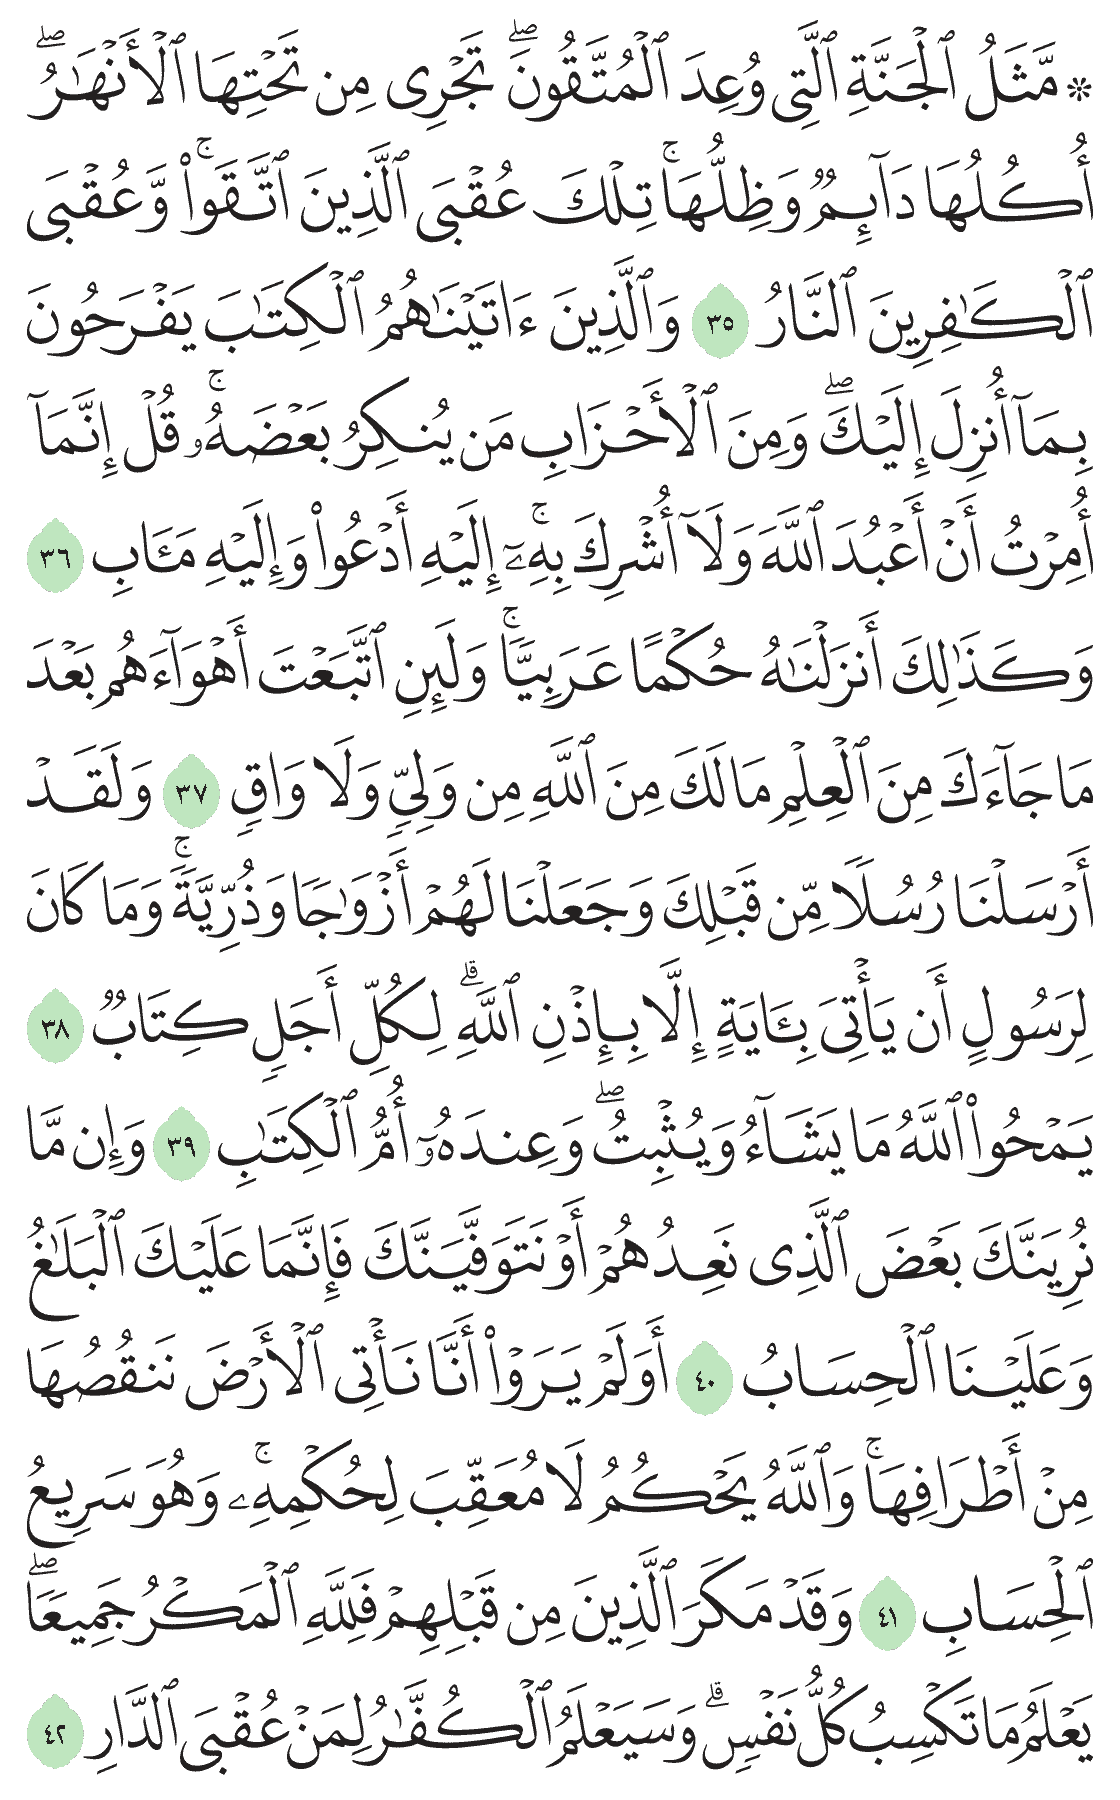 ۞ مَّثَلُ ٱلْجَنَّةِ ٱلَّتِى وُعِدَ ٱلْمُتَّقُونَ ۖ تَجْرِى مِن تَحْتِهَا ٱلْأَنْهَـٰرُ ۖ
أُكُلُهَا دَآئِمٌ وَظِلُّهَا ۚ تِلْكَ عُقْبَى ٱلَّذِينَ ٱتَّقَوا۟ ۚ وَّعُقْبَى
ٱلْكَـٰفِرِينَ ٱلنَّارُ ٣٥ وَٱلَّذِينَ ءَاتَيْنَـٰهُمُ ٱلْكِتَـٰبَ يَفْرَحُونَ
بِمَآ أُنزِلَ إِلَيْكَ ۖ وَمِنَ ٱلْأَحْزَابِ مَن يُنكِرُ بَعْضَهُۥ ۚ قُلْ إِنَّمَآ
أُمِرْتُ أَنْ أَعْبُدَ ٱللَّهَ وَلَآ أُشْرِكَ بِهِۦٓ ۚ إِلَيْهِ أَدْعُوا۟ وَإِلَيْهِ مَـَٔابِ ٣٦
وَكَذَٰلِكَ أَنزَلْنَـٰهُ حُكْمًا عَرَبِيًّا ۚ وَلَئِنِ ٱتَّبَعْتَ أَهْوَآءَهُم بَعْدَ
مَا جَآءَكَ مِنَ ٱلْعِلْمِ مَا لَكَ مِنَ ٱللَّهِ مِن وَلِىٍّ وَلَا وَاقٍ ٣٧ وَلَقَدْ
أَرْسَلْنَا رُسُلًا مِّن قَبْلِكَ وَجَعَلْنَا لَهُمْ أَزْوَٰجًا وَذُرِّيَّةً ۚ وَمَا كَانَ
لِرَسُولٍ أَن يَأْتِىَ بِـَٔايَةٍ إِلَّا بِإِذْنِ ٱللَّهِ ۗ لِكُلِّ أَجَلٍ كِتَابٌ ٣٨
يَمْحُوا۟ ٱللَّهُ مَا يَشَآءُ وَيُثْبِتُ ۖ وَعِندَهُۥٓ أُمُّ ٱلْكِتَـٰبِ ٣٩ وَإِن مَّا
نُرِيَنَّكَ بَعْضَ ٱلَّذِى نَعِدُهُمْ أَوْ نَتَوَفَّيَنَّكَ فَإِنَّمَا عَلَيْكَ ٱلْبَلَـٰغُ
وَعَلَيْنَا ٱلْحِسَابُ ٤٠ أَوَلَمْ يَرَوْا۟ أَنَّا نَأْتِى ٱلْأَرْضَ نَنقُصُهَا
مِنْ أَطْرَافِهَا ۚ وَٱللَّهُ يَحْكُمُ لَا مُعَقِّبَ لِحُكْمِهِۦ ۚ وَهُوَ سَرِيعُ
ٱلْحِسَابِ ٤١ وَقَدْ مَكَرَ ٱلَّذِينَ مِن قَبْلِهِمْ فَلِلَّهِ ٱلْمَكْرُ جَمِيعًا ۖ
يَعْلَمُ مَا تَكْسِبُ كُلُّ نَفْسٍ ۗ وَسَيَعْلَمُ ٱلْكُفَّـٰرُ لِمَنْ عُقْبَى ٱلدَّارِ ٤٢